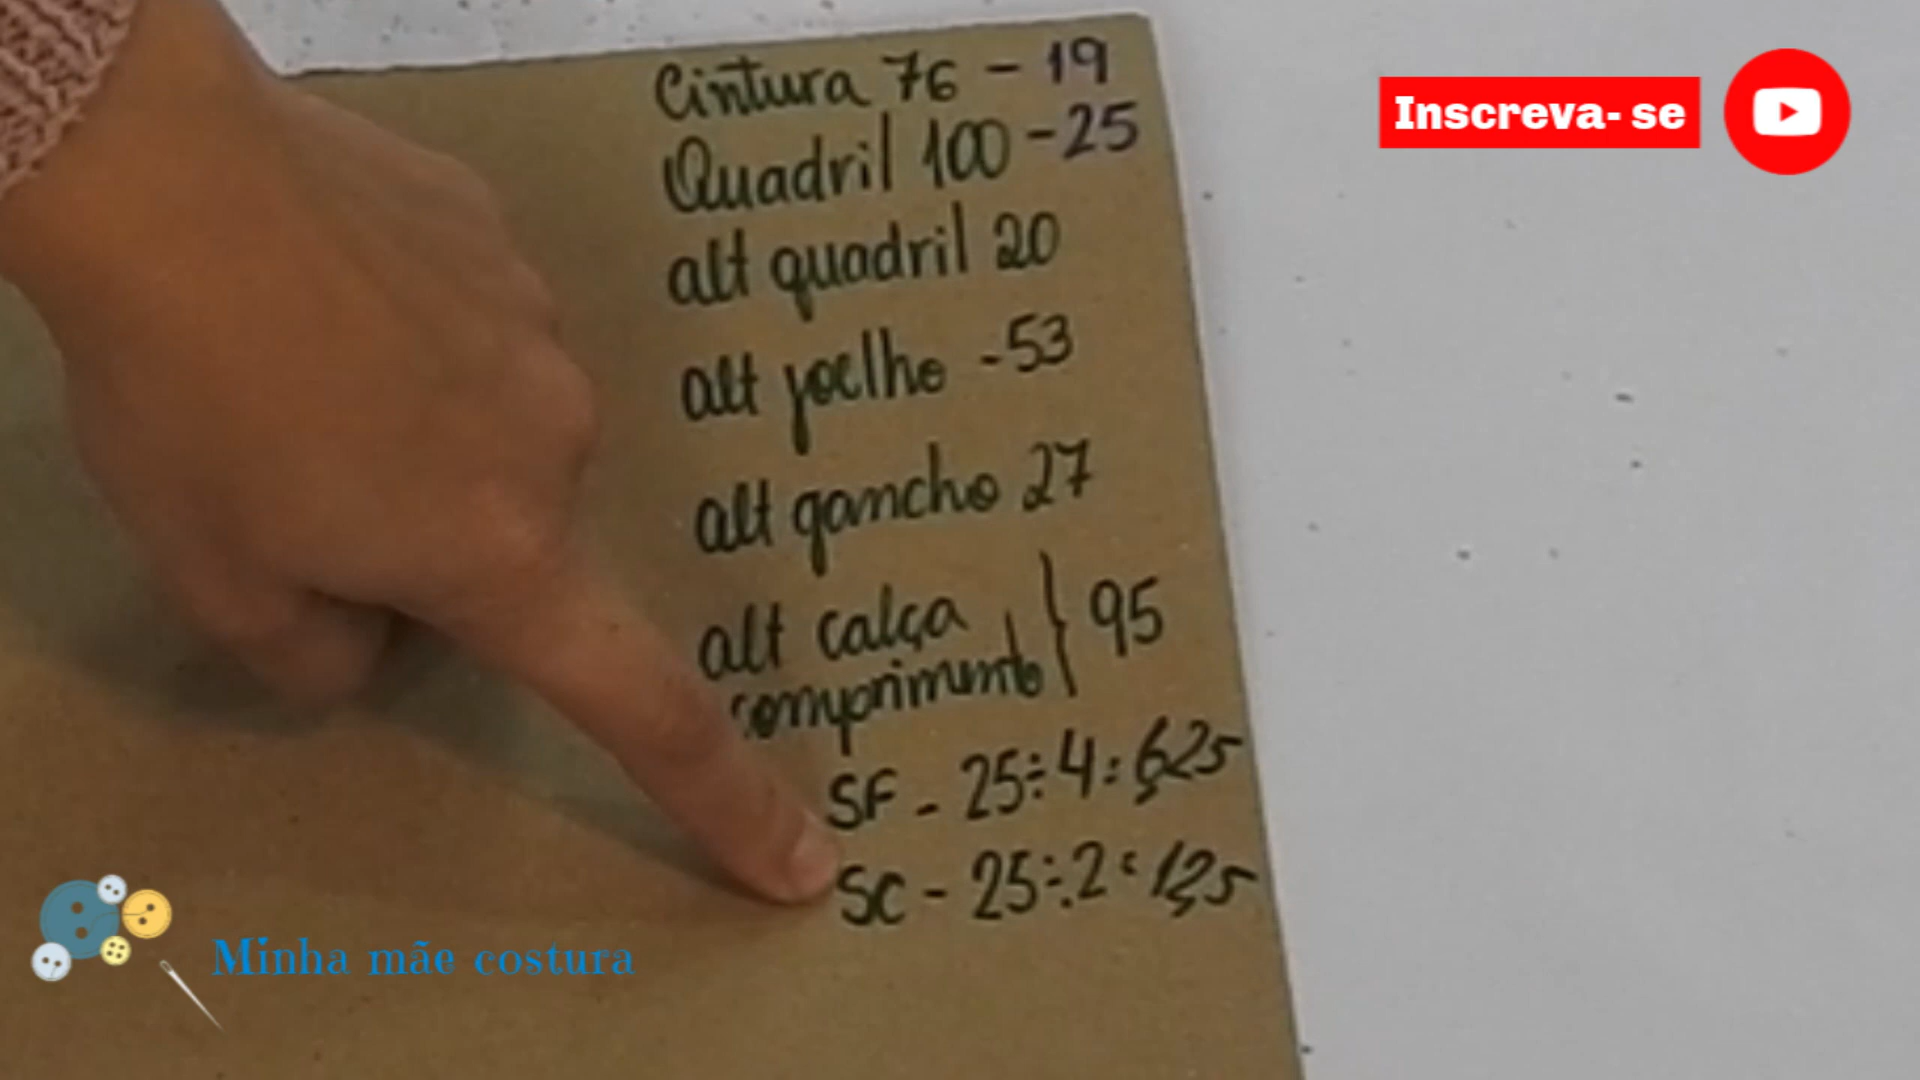 Cintura 76 - 19
Quadril 100 - 25
alt quadril 20
alt joelho - 53
alt gancho 27
alt calça
comprimento } 95
SF - 25÷4 = 6,25
SC - 25÷2 = 12,5
Inscreva- se
Minha mãe costura